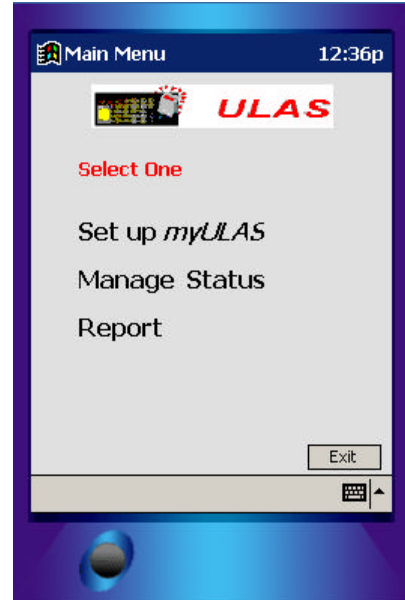 Main Menu 12:36p
ULAS
Select One
Set up myULAS
Manage Status
Report
Exit